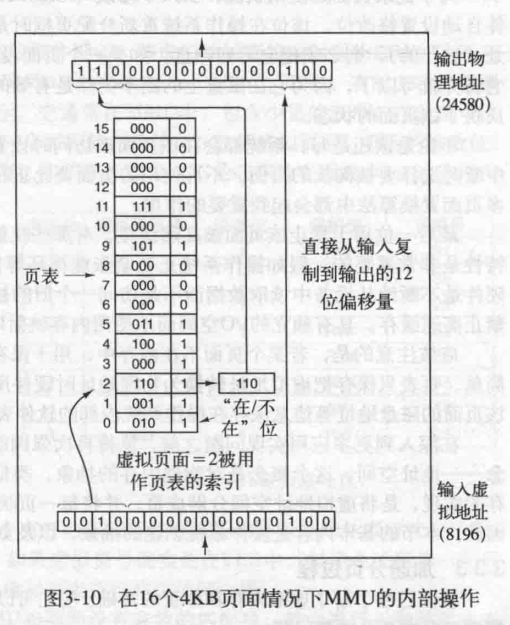 1 1 0 0 0 0 0 0 0 0 0 0 1 0 0
输出物
理地址
(24580)
15 000 0
000 0
13 000 0
12 000 0
11 111 1
10 000 0
9 101 1
8 000 0
7 000 0
6 000 0
5 011 1
4 100 1
3 000 1
2 110 1 110
1 001 1
0 010 1
页表
直接从输入复
制到输出的12
位偏移量
“在/不
在”位
虚拟页面=2被用
作页表的索引
0 0 1 0 0 0 0 0 0 0 0 0 0 1 0 0
输入虚
拟地址
(8196)
图3-10 在16个4KB页面情况下MMU的内部操作